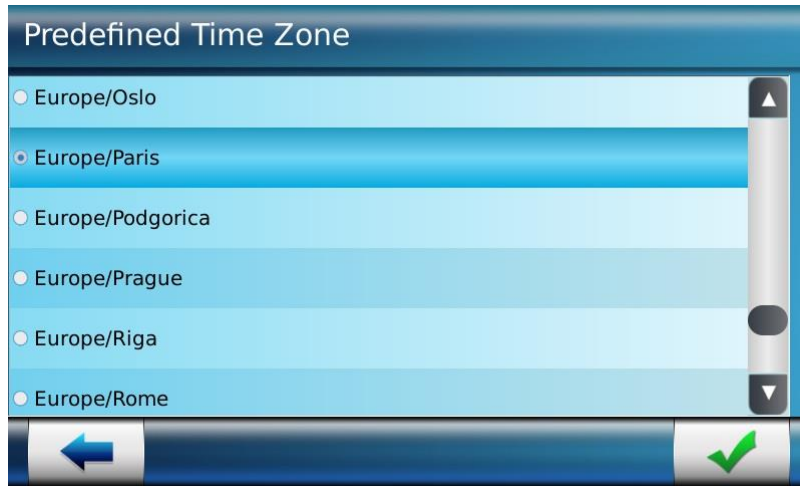 Predefined Time Zone
Europe/Oslo
Europe/Paris
Europe/Podgorica
Europe/Prague
Europe/Riga
Europe/Rome